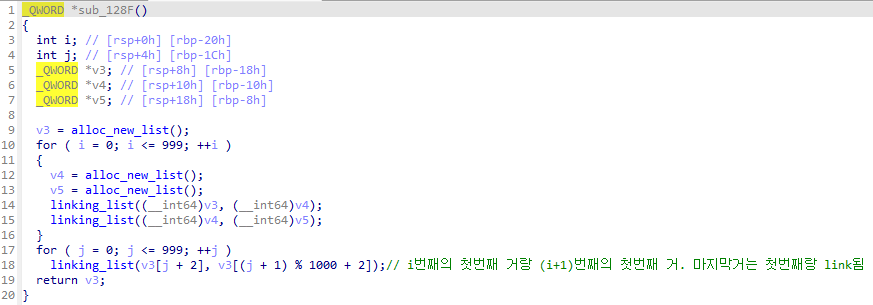 1 _QWORD *sub_128F()
2 {
3   int i; // [rsp+0h] [rbp-20h]
4   int j; // [rsp+4h] [rbp-1Ch]
5   _QWORD *v3; // [rsp+8h] [rbp-18h]
6   _QWORD *v4; // [rsp+10h] [rbp-10h]
7   _QWORD *v5; // [rsp+18h] [rbp-8h]
8
9   v3 = alloc_new_list();
10   for ( i = 0; i <= 999; ++i )
11   {
12     v4 = alloc_new_list();
13     v5 = alloc_new_list();
14     linking_list((__int64)v3, (__int64)v4);
15     linking_list((__int64)v4, (__int64)v5);
16   }
17   for ( j = 0; j <= 999; ++j )
18     linking_list(v3[j + 2], v3[(j + 1) % 1000 + 2]);// i번째의 첫번째 거랑 (i+1)번째의 첫번째 거. 마지막거는 첫번째랑 link됨
19   return v3;
20 }